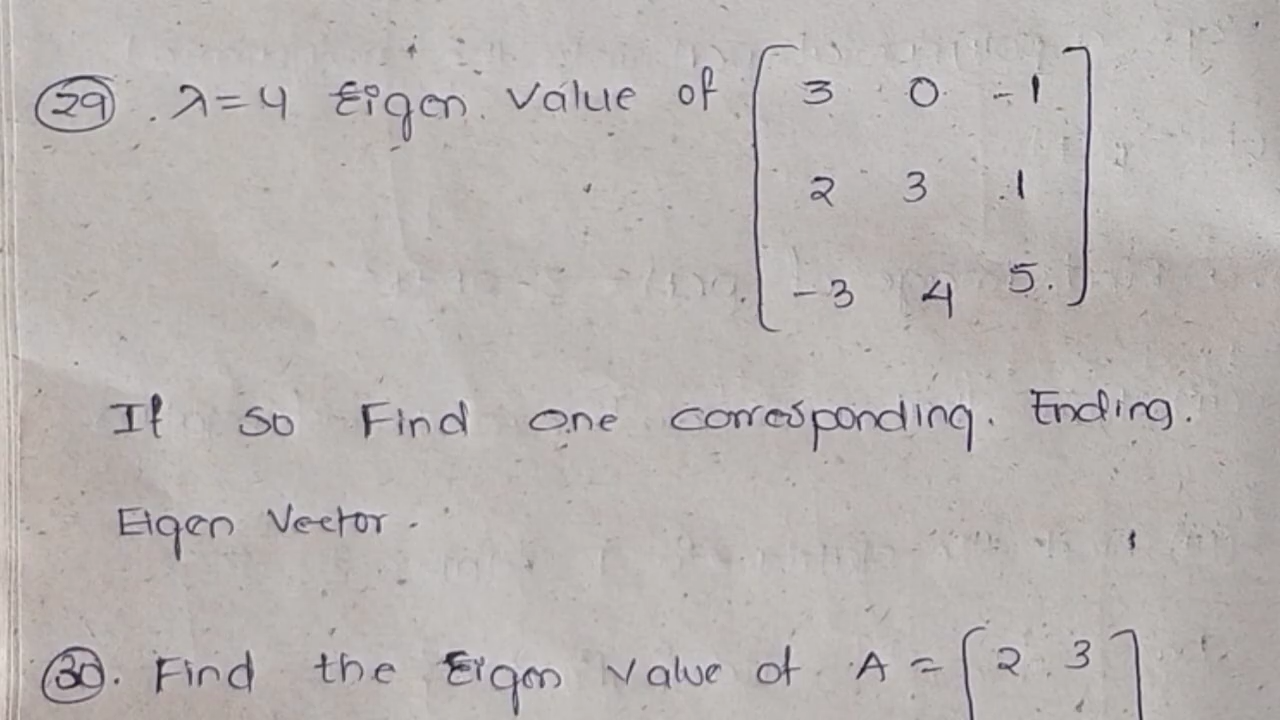 29. λ=4 Eigen value of [3 0 -1
2 3 1
-3 4 5.]
If so Find one corresponding. Ending.
Eigen Vector.
30. Find the Eigen value of A = [2 3]